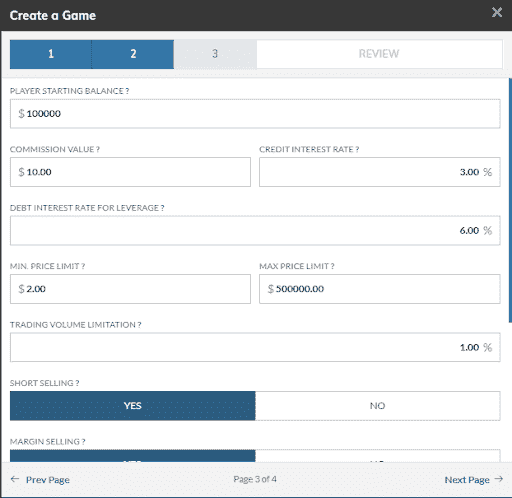 Create a Game ×
1 2 3 REVIEW
PLAYER STARTING BALANCE ?
$ 100000
COMMISSION VALUE ? CREDIT INTEREST RATE ?
$ 10.00 3.00 %
DEBT INTEREST RATE FOR LEVERAGE ?
6.00 %
MIN. PRICE LIMIT ? MAX PRICE LIMIT ?
$ 2.00 $ 500000.00
TRADING VOLUME LIMITATION ?
1.00 %
SHORT SELLING ?
YES NO
MARGIN SELLING ?
← Prev Page Page 3 of 4 Next Page →